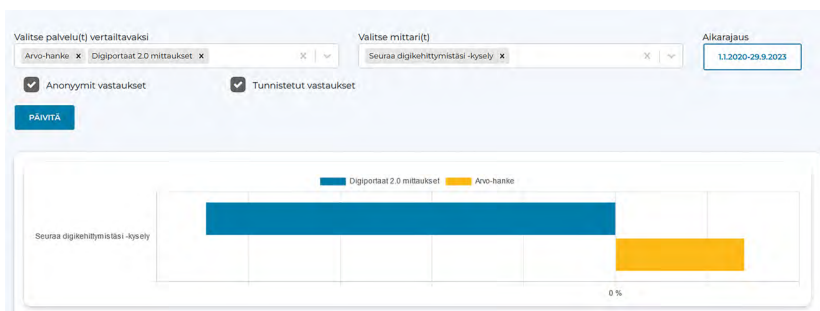 Valitse palvelu(t) vertailtavaksi
Valitse mittari(t)
Aikarajaus
Arvo-hanke x Digiportaat 2.0 mittaukset x
Seuraa digikehittymistäsi -kysely x
1.1.2020-29.9.2023
Anonyymit vastaukset
Tunnistetut vastaukset
PÄIVITÄ
Digiportaat 2.0 mittaukset
Arvo-hanke
Seuraa digikehittymistäsi -kysely
0 %